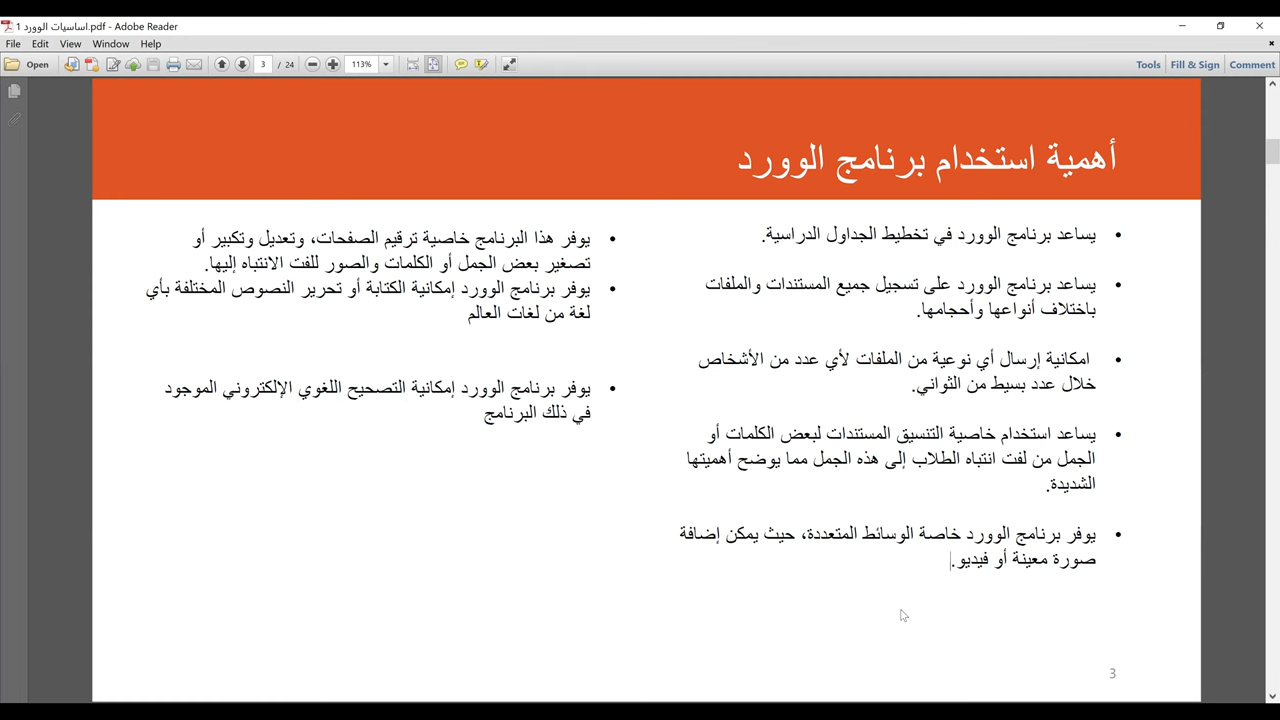 اساسيات الوورد 1.pdf - Adobe Reader
File Edit View Window Help
Open 3 / 24 113% Tools Fill & Sign Comment
أهمية استخدام برنامج الوورد
• يساعد برنامج الوورد في تخطيط الجداول الدراسية.
• يساعد برنامج الوورد على تسجيل جميع المستندات والملفات
باختلاف أنواعها وأحجامها.
• امكانية إرسال أي نوعية من الملفات لأي عدد من الأشخاص
خلال عدد بسيط من الثواني.
• يساعد استخدام خاصية التنسيق المستندات لبعض الكلمات أو
الجمل من لفت انتباه الطلاب إلى هذه الجمل مما يوضح أهميتها
الشديدة.
• يوفر برنامج الوورد خاصة الوسائط المتعددة، حيث يمكن إضافة
صورة معينة أو فيديو.
• يوفر هذا البرنامج خاصية ترقيم الصفحات، وتعديل وتكبير أو
تصغير بعض الجمل أو الكلمات والصور للفت الانتباه إليها.
• يوفر برنامج الوورد إمكانية الكتابة أو تحرير النصوص المختلفة بأي
لغة من لغات العالم
• يوفر برنامج الوورد إمكانية التصحيح اللغوي الإلكتروني الموجود
في ذلك البرنامج
3